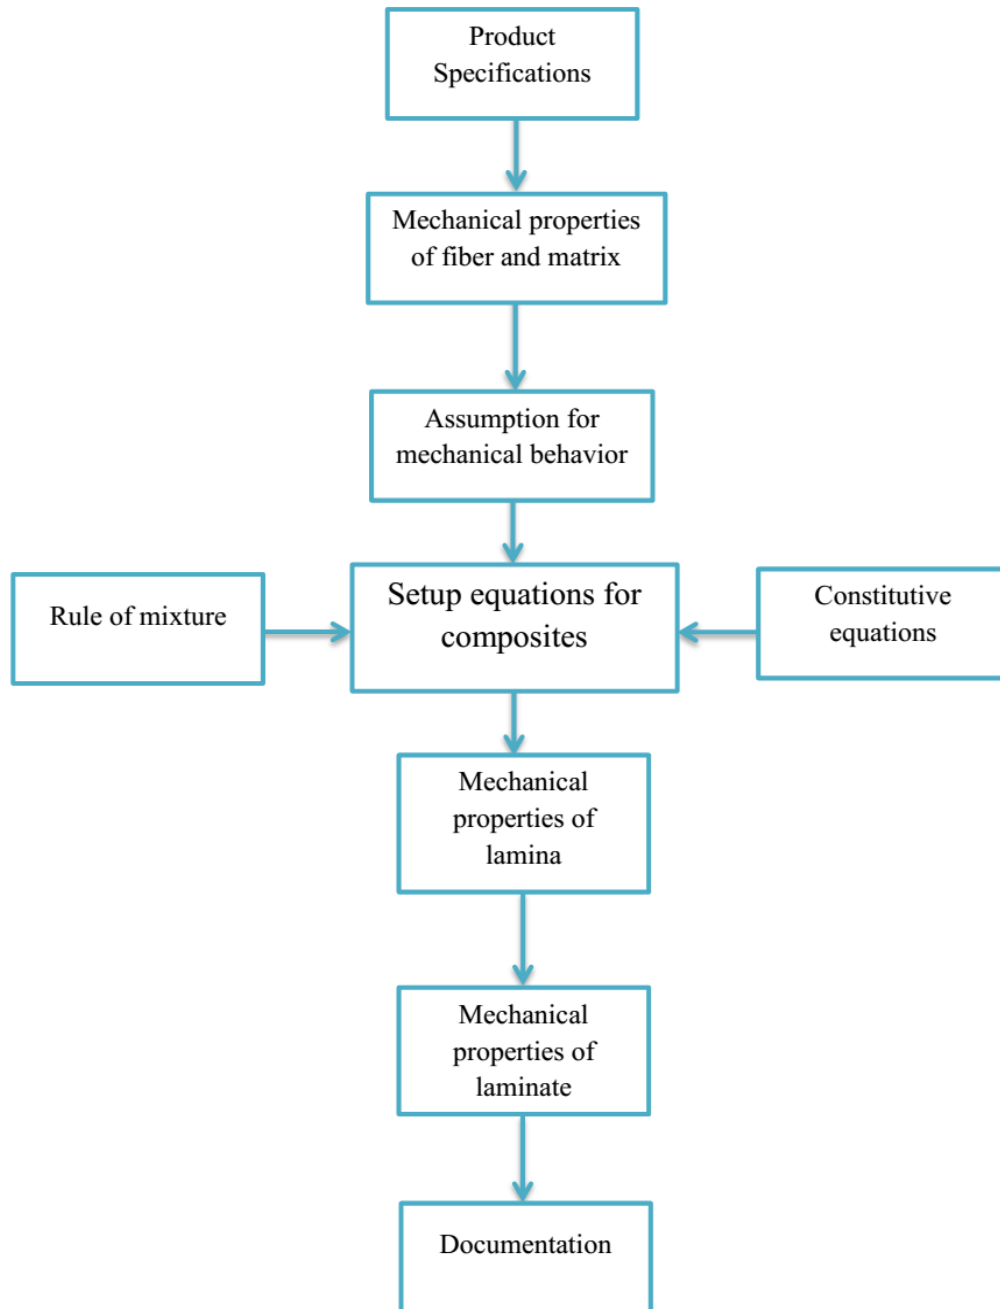 Product
Specifications
Mechanical properties
of fiber and matrix
Assumption for
mechanical behavior
Rule of mixture
Setup equations for
composites
Constitutive
equations
Mechanical
properties of
lamina
Mechanical
properties of
laminate
Documentation